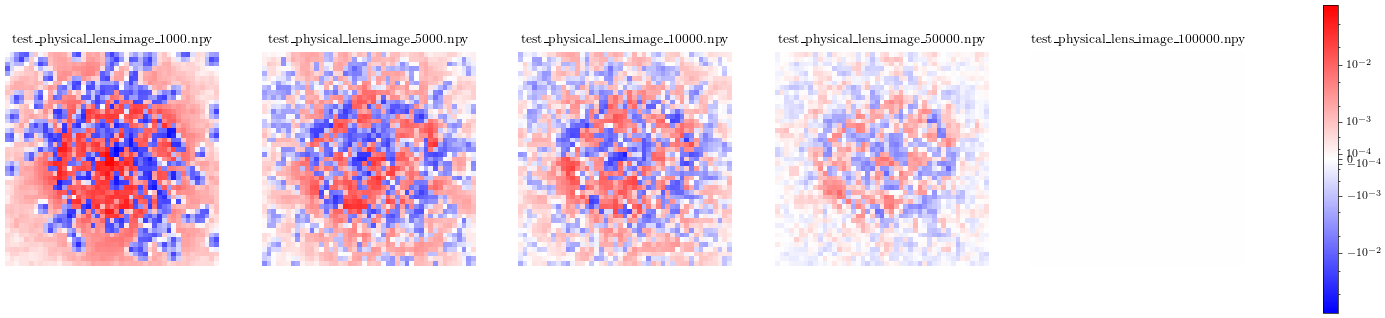 test_physical_lens_image_1000.npy
test_physical_lens_image_5000.npy
test_physical_lens_image_10000.npy
test_physical_lens_image_50000.npy
test_physical_lens_image_100000.npy
10⁻²
10⁻³
10⁻⁴
0
−10⁻⁴
−10⁻³
−10⁻²